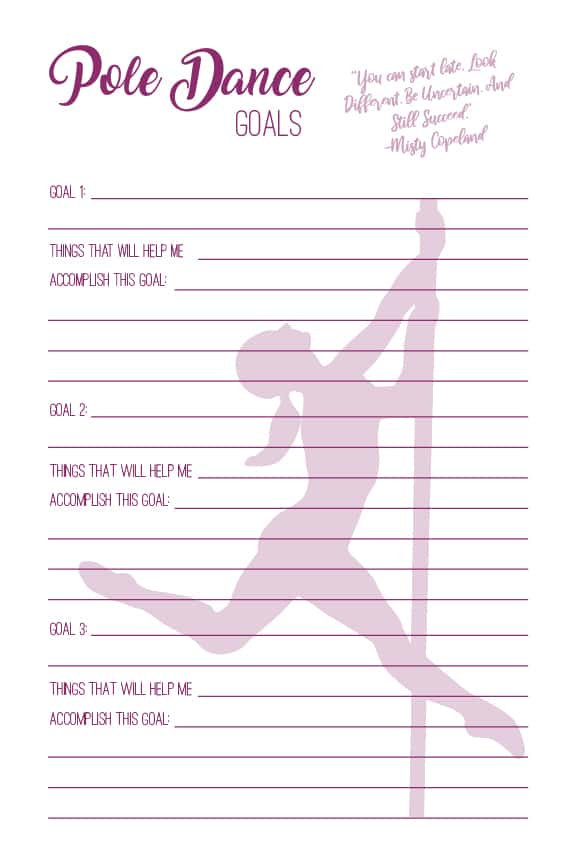 Pole Dance
GOALS
"You can start late. Look
Different. Be Uncertain. And
Still Succeed."
-Misty Copeland
GOAL 1:
THINGS THAT WILL HELP ME
ACCOMPLISH THIS GOAL:
GOAL 2:
THINGS THAT WILL HELP ME
ACCOMPLISH THIS GOAL:
GOAL 3:
THINGS THAT WILL HELP ME
ACCOMPLISH THIS GOAL: